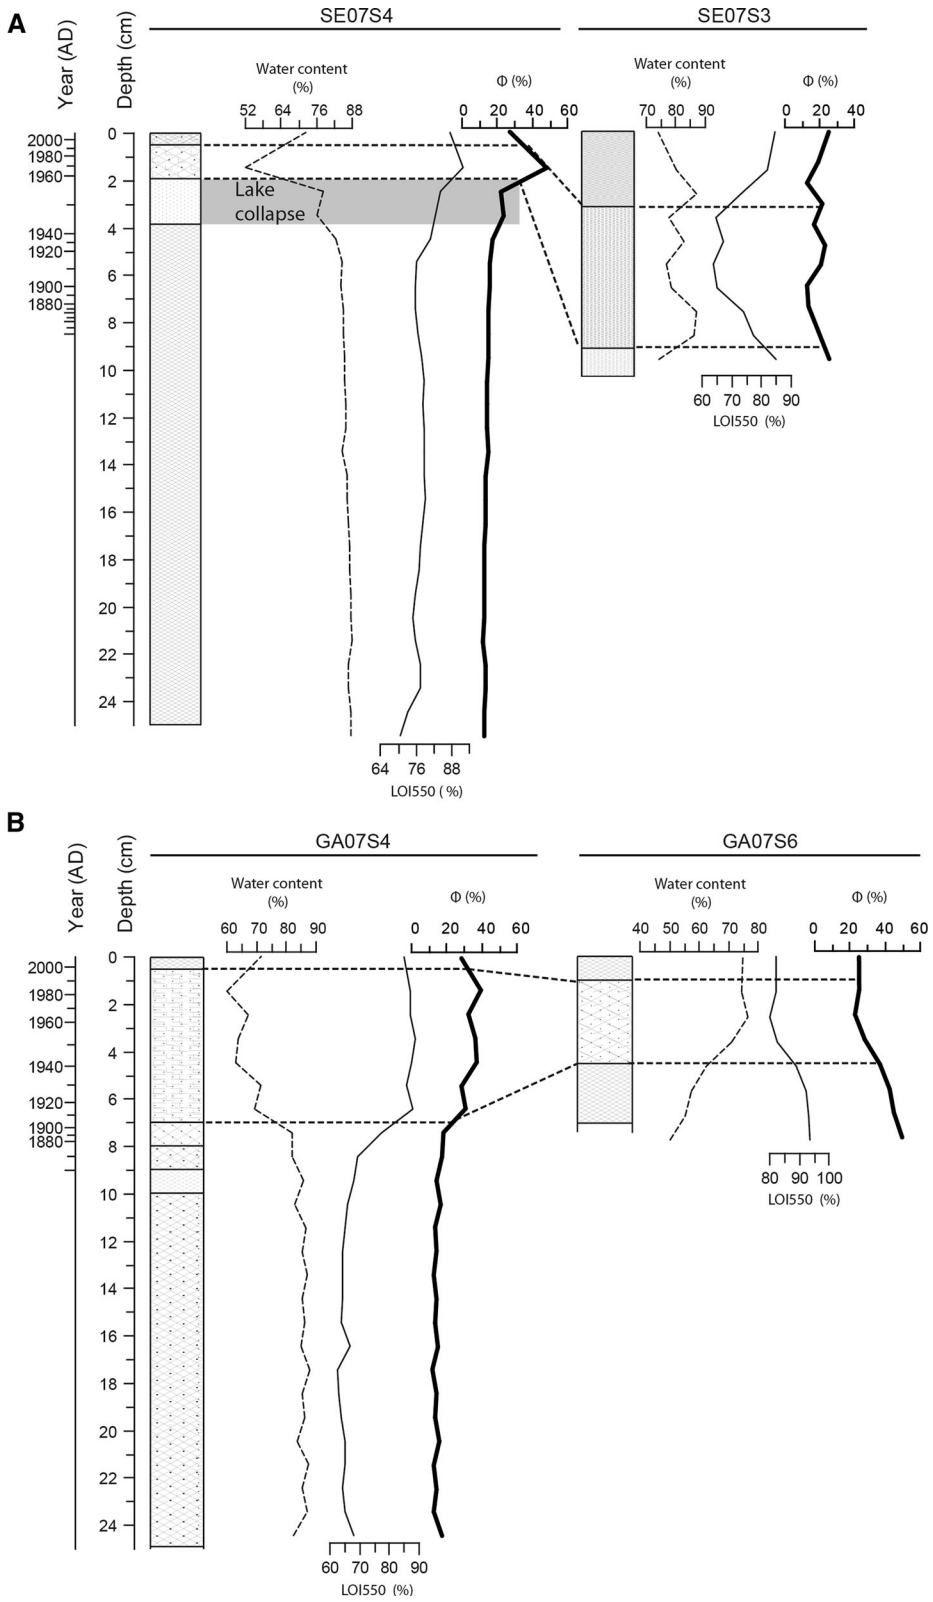 A
SE07S4
SE07S3
Year (AD)
Depth (cm)
Water content
(%)
Φ (%)
Water content
(%)
Φ (%)
52 64 76 88
0 20 40 60
70 80 90
0 20 40
2000
1980
1960
1940
1920
1900
1880
0
2
4
6
8
10
12
14
16
18
20
22
24
Lake
collapse
60 70 80 90
LOI550 (%)
64 76 88
LOI550 ( %)
B
GA07S4
GA07S6
Year (AD)
Depth (cm)
Water content
(%)
Φ (%)
Water content
(%)
Φ (%)
60 70 80 90
0 20 40 60
40 50 60 70 80
0 20 40 60
2000
1980
1960
1940
1920
1900
1880
0
2
4
6
8
10
12
14
16
18
20
22
24
80 90 100
LOI550 (%)
60 70 80 90
LOI550 (%)